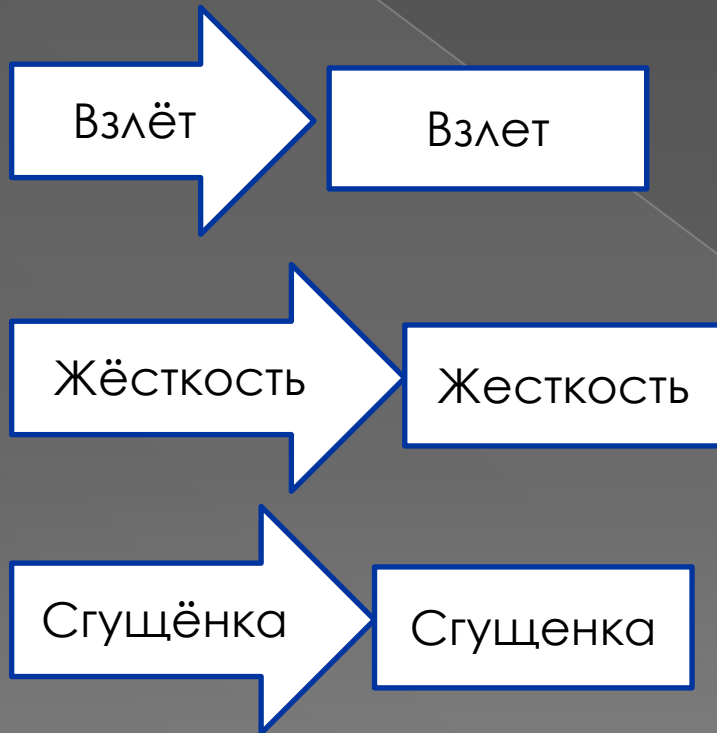 Взлёт
Взлет
Жёсткость
Жесткость
Сгущёнка
Сгущенка